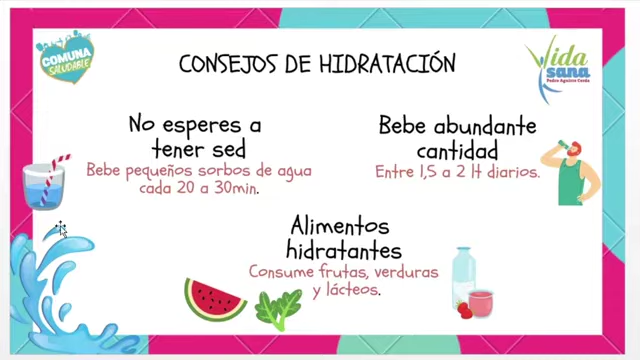 COMUNA
SALUDABLE
CONSEJOS DE HIDRATACIÓN
Vida
sana
Pedro Aguirre Cerda
No esperes a
tener sed
Bebe pequeños sorbos de agua
cada 20 a 30min.
Bebe abundante
cantidad
Entre 1,5 a 2 lt diarios.
Alimentos
hidratantes
Consume frutas, verduras
y lácteos.